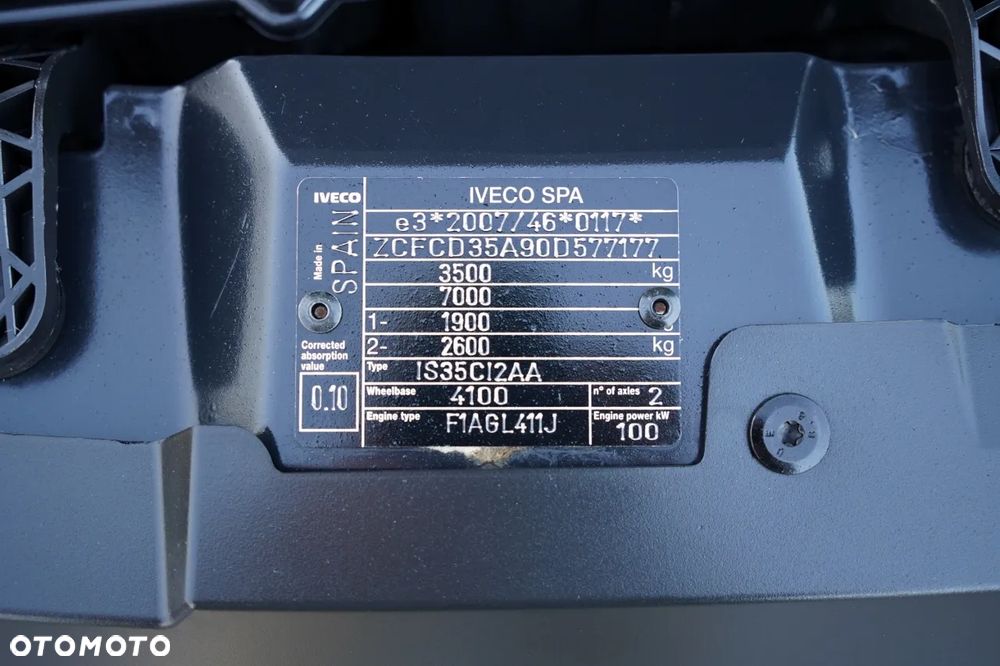 IVECO IVECO SPA
Made in SPAIN
e3*2007/46*0117*
ZCFCD35A90D577177
3500 kg
7000
1- 1900
2- 2600 kg
Corrected
absorption
value
0.10
Type IS35CI2AA
Wheelbase 4100 n° of axles 2
Engine type F1AGL411J Engine power kW
100
OTOMOTO